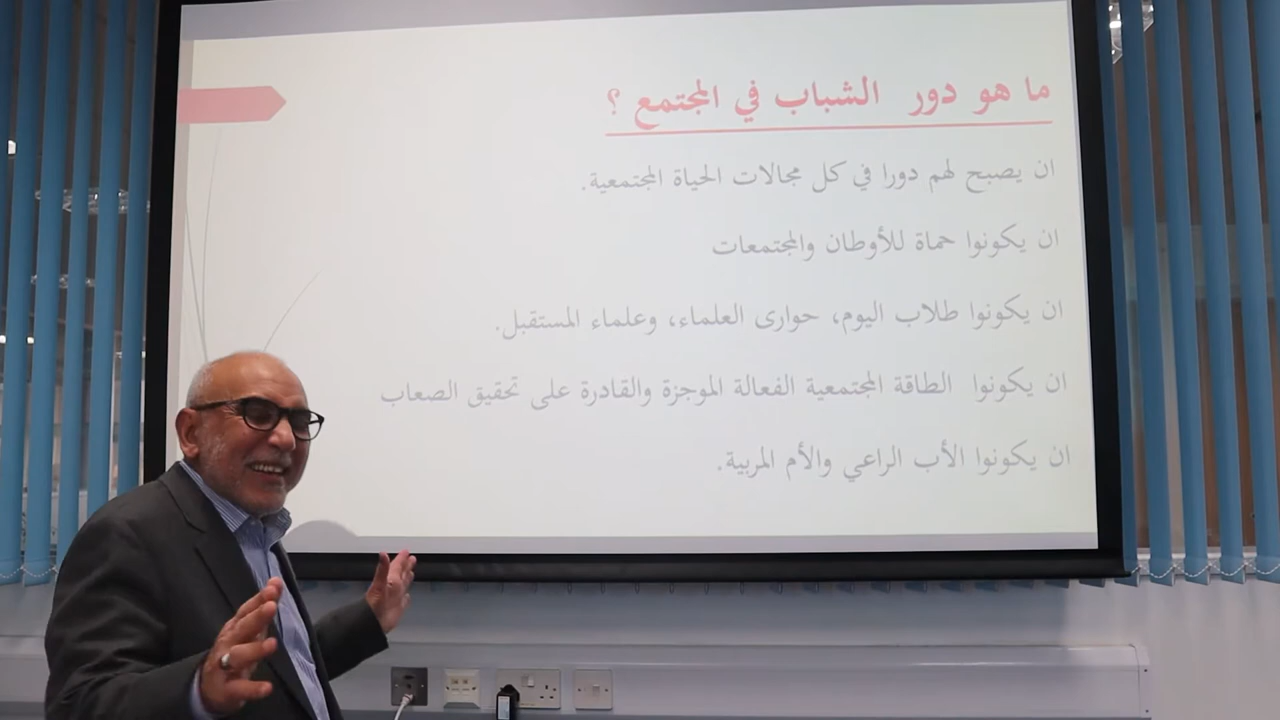 ما هو دور الشباب في المجتمع ؟
ان يصبح لهم دورا في كل مجالات الحياة المجتمعية.
ان يكونوا حماة للأوطان والمجتمعات
ان يكونوا طلاب اليوم، حوارى العلماء، وعلماء المستقبل.
ان يكونوا الطاقة المجتمعية الفعالة الموجزة والقادرة على تحقيق الصعاب
ان يكونوا الأب الراعي والأم المربية.